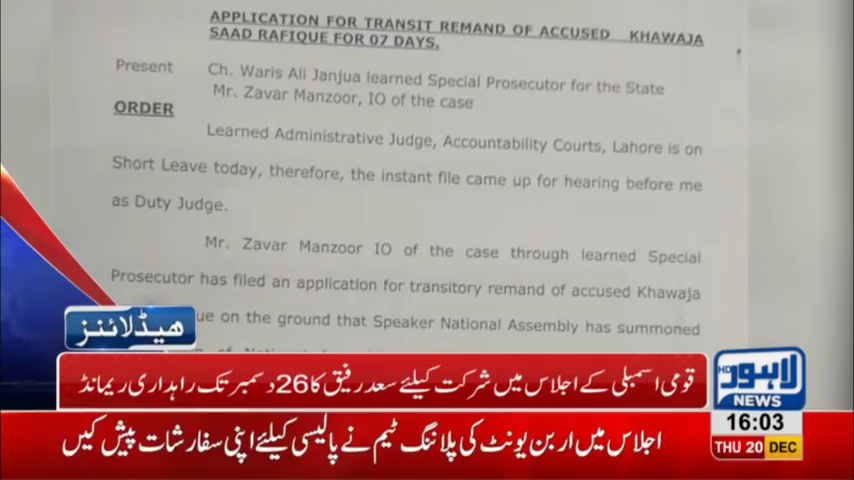 APPLICATION FOR TRANSIT REMAND OF ACCUSED KHAWAJA
SAAD RAFIQUE FOR 07 DAYS.
Present Ch. Waris Ali Janjua learned Special Prosecutor for the State
Mr. Zavar Manzoor, IO of the case
ORDER
Learned Administrative Judge, Accountability Courts, Lahore is on
Short Leave today, therefore, the instant file came up for hearing before me
as Duty Judge.
Mr. Zavar Manzoor IO of the case through learned Special
Prosecutor has filed an application for transitory remand of accused Khawaja
on the ground that Speaker National Assembly has summoned
ہیڈلائنز
قومی اسمبلی کے اجلاس میں شرکت کیلئے سعد رفیق کا 26 دسمبر تک راہداری ریمانڈ
لاہور HD
NEWS
16:03
THU 20 DEC
اجلاس میں اربن یونٹ کی پلاننگ ٹیم نے پالیسی کیلئے اپنی سفارشات پیش کیں